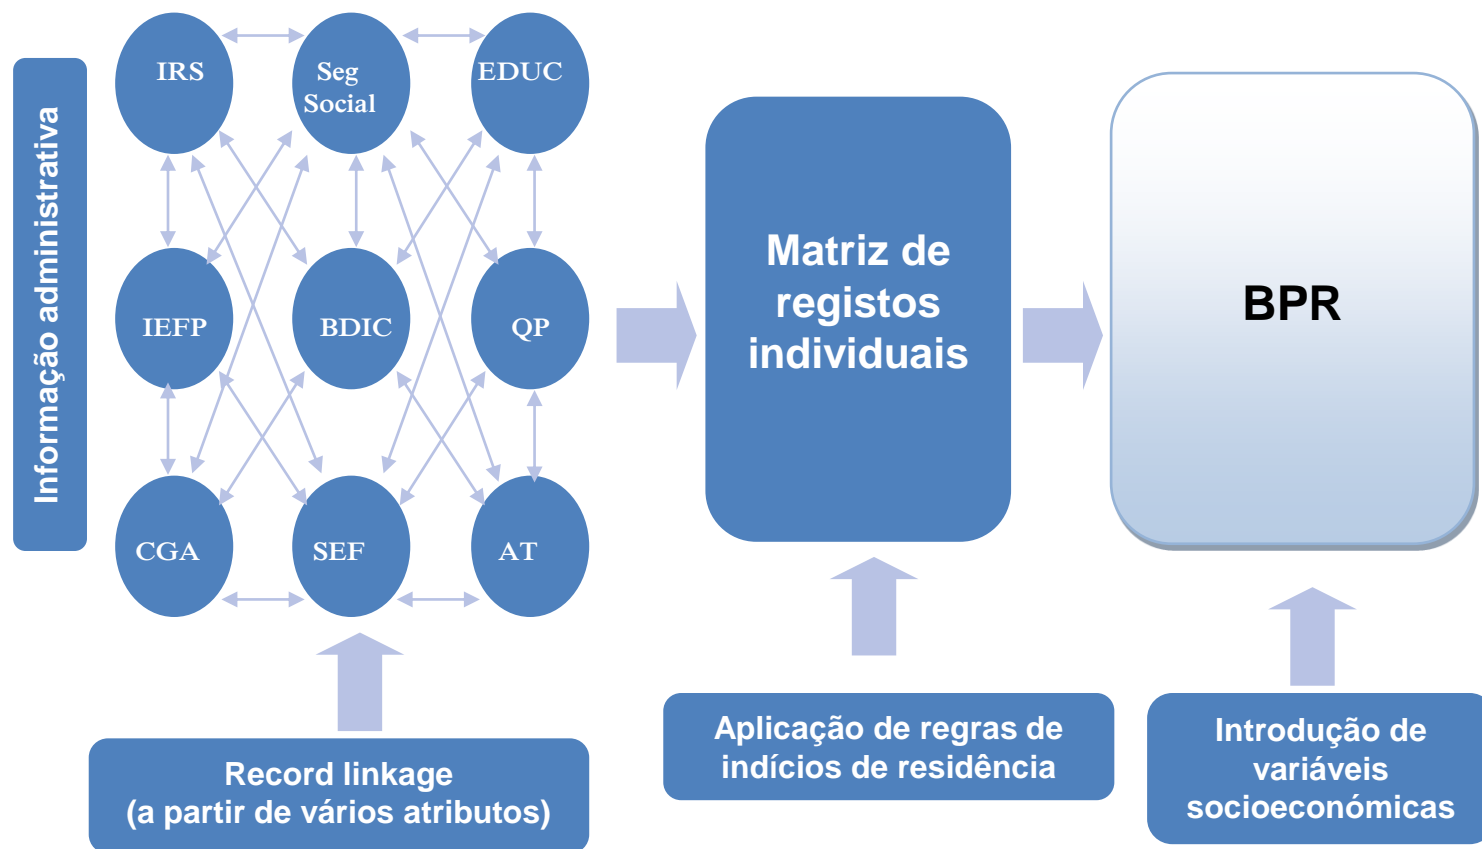 Informação administrativa
IRS
Seg
Social
EDUC
IEFP
BDIC
QP
CGA
SEF
AT
Record linkage
(a partir de vários atributos)
Matriz de
registos
individuais
Aplicação de regras de
indícios de residência
BPR
Introdução de
variáveis
socioeconómicas